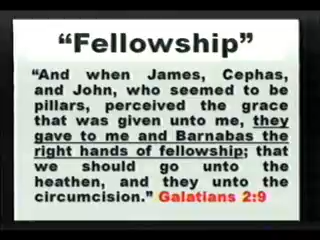 “Fellowship”
“And when James, Cephas,
and John, who seemed to be
pillars, perceived the grace
that was given unto me, they
gave to me and Barnabas the
right hands of fellowship; that
we should go unto the
heathen, and they unto the
circumcision.” Galatians 2:9